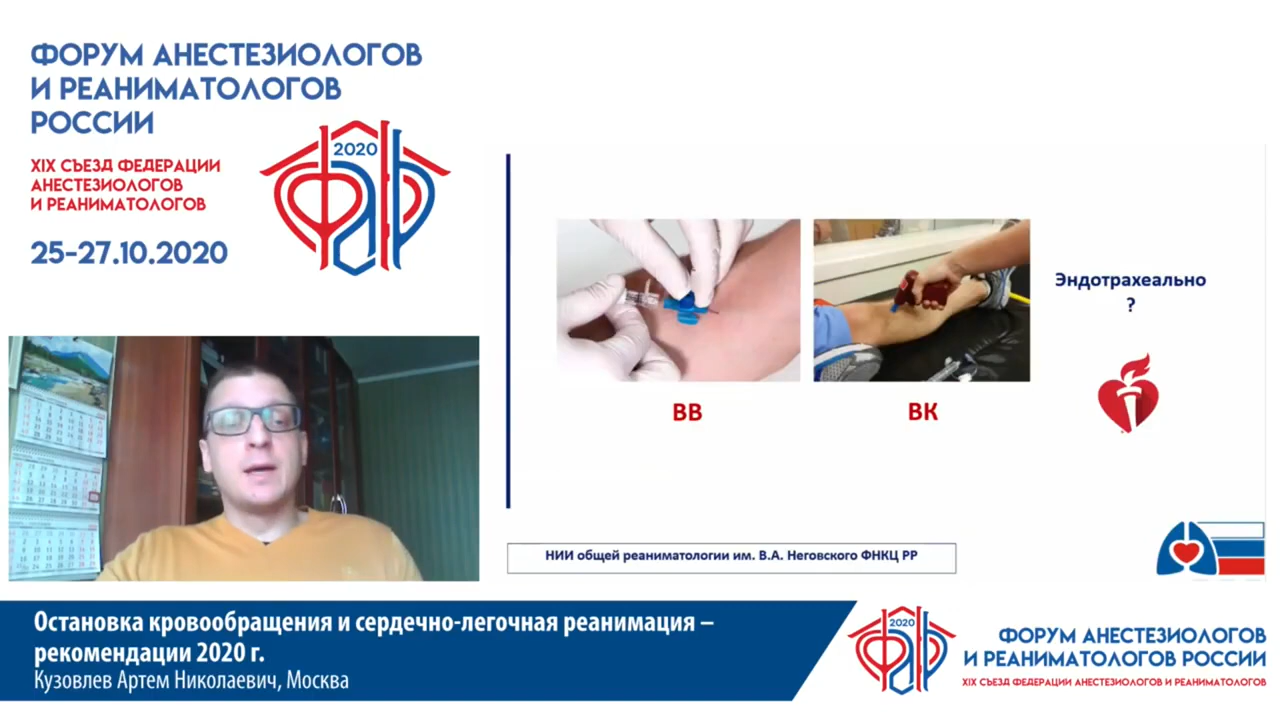 ФОРУМ АНЕСТЕЗИОЛОГОВ
И РЕАНИМАТОЛОГОВ
РОССИИ
XIX СЪЕЗД ФЕДЕРАЦИИ
АНЕСТЕЗИОЛОГОВ
И РЕАНИМАТОЛОГОВ
25-27.10.2020
2020
ФАР
Эндотрахеально
?
ВВ
ВК
НИИ общей реаниматологии им. В.А. Неговского ФНКЦ РР
Остановка кровообращения и сердечно-легочная реанимация –
рекомендации 2020 г.
Кузовлев Артем Николаевич, Москва
2020
ФАР
ФОРУМ АНЕСТЕЗИОЛОГОВ
И РЕАНИМАТОЛОГОВ РОССИИ
XIX СЪЕЗД ФЕДЕРАЦИИ АНЕСТЕЗИОЛОГОВ И РЕАНИМАТОЛОГОВ